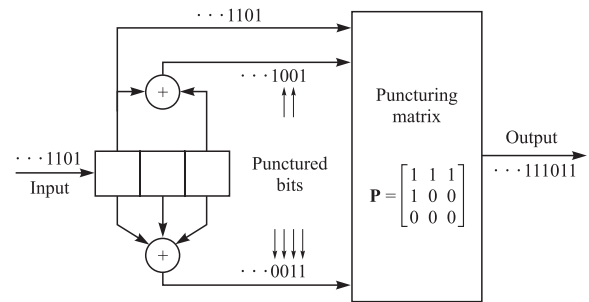 · · · 1101
· · · 1001
+
· · · 1101
Input
Punctured
bits
· · · 0011
+
Puncturing
matrix
P = [1 1 1
1 0 0
0 0 0]
Output
· · · 111011